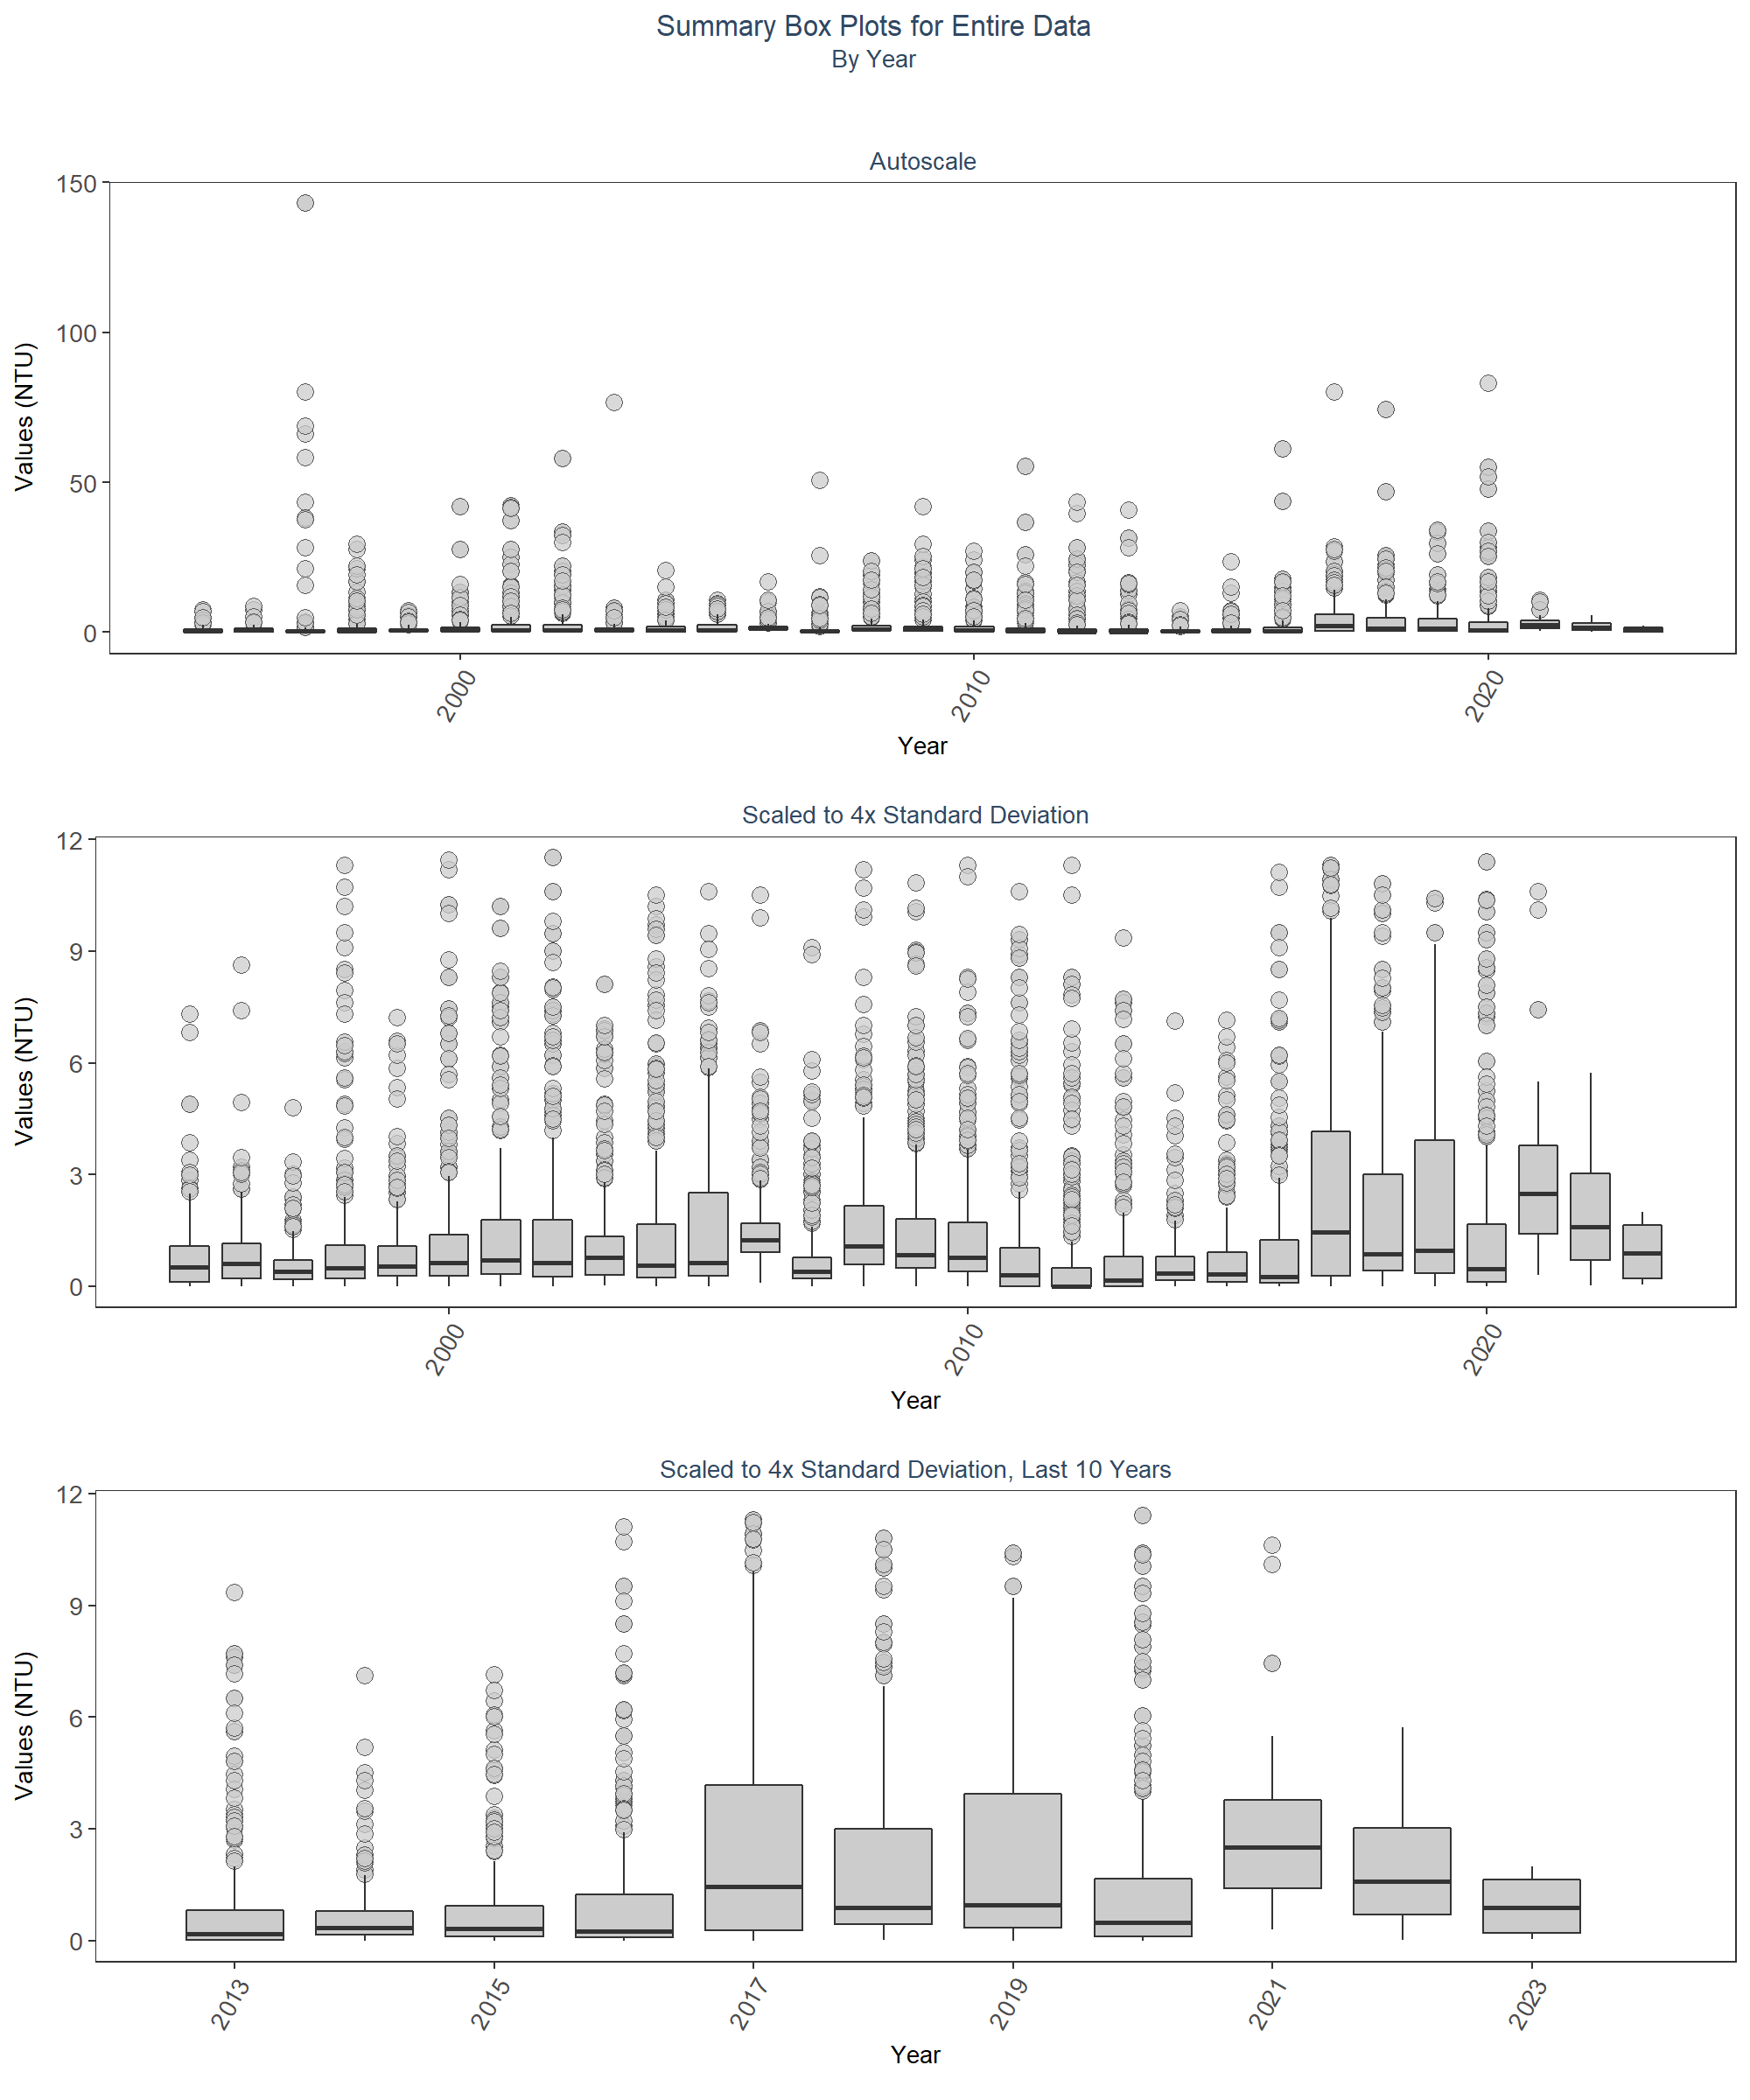 Summary Box Plots for Entire Data
By Year
Autoscale
Values (NTU)
150
100
50
0
2000
2010
2020
Year
Scaled to 4x Standard Deviation
Values (NTU)
12
9
6
3
0
2000
2010
2020
Year
Scaled to 4x Standard Deviation, Last 10 Years
Values (NTU)
12
9
6
3
0
2013
2015
2017
2019
2021
2023
Year